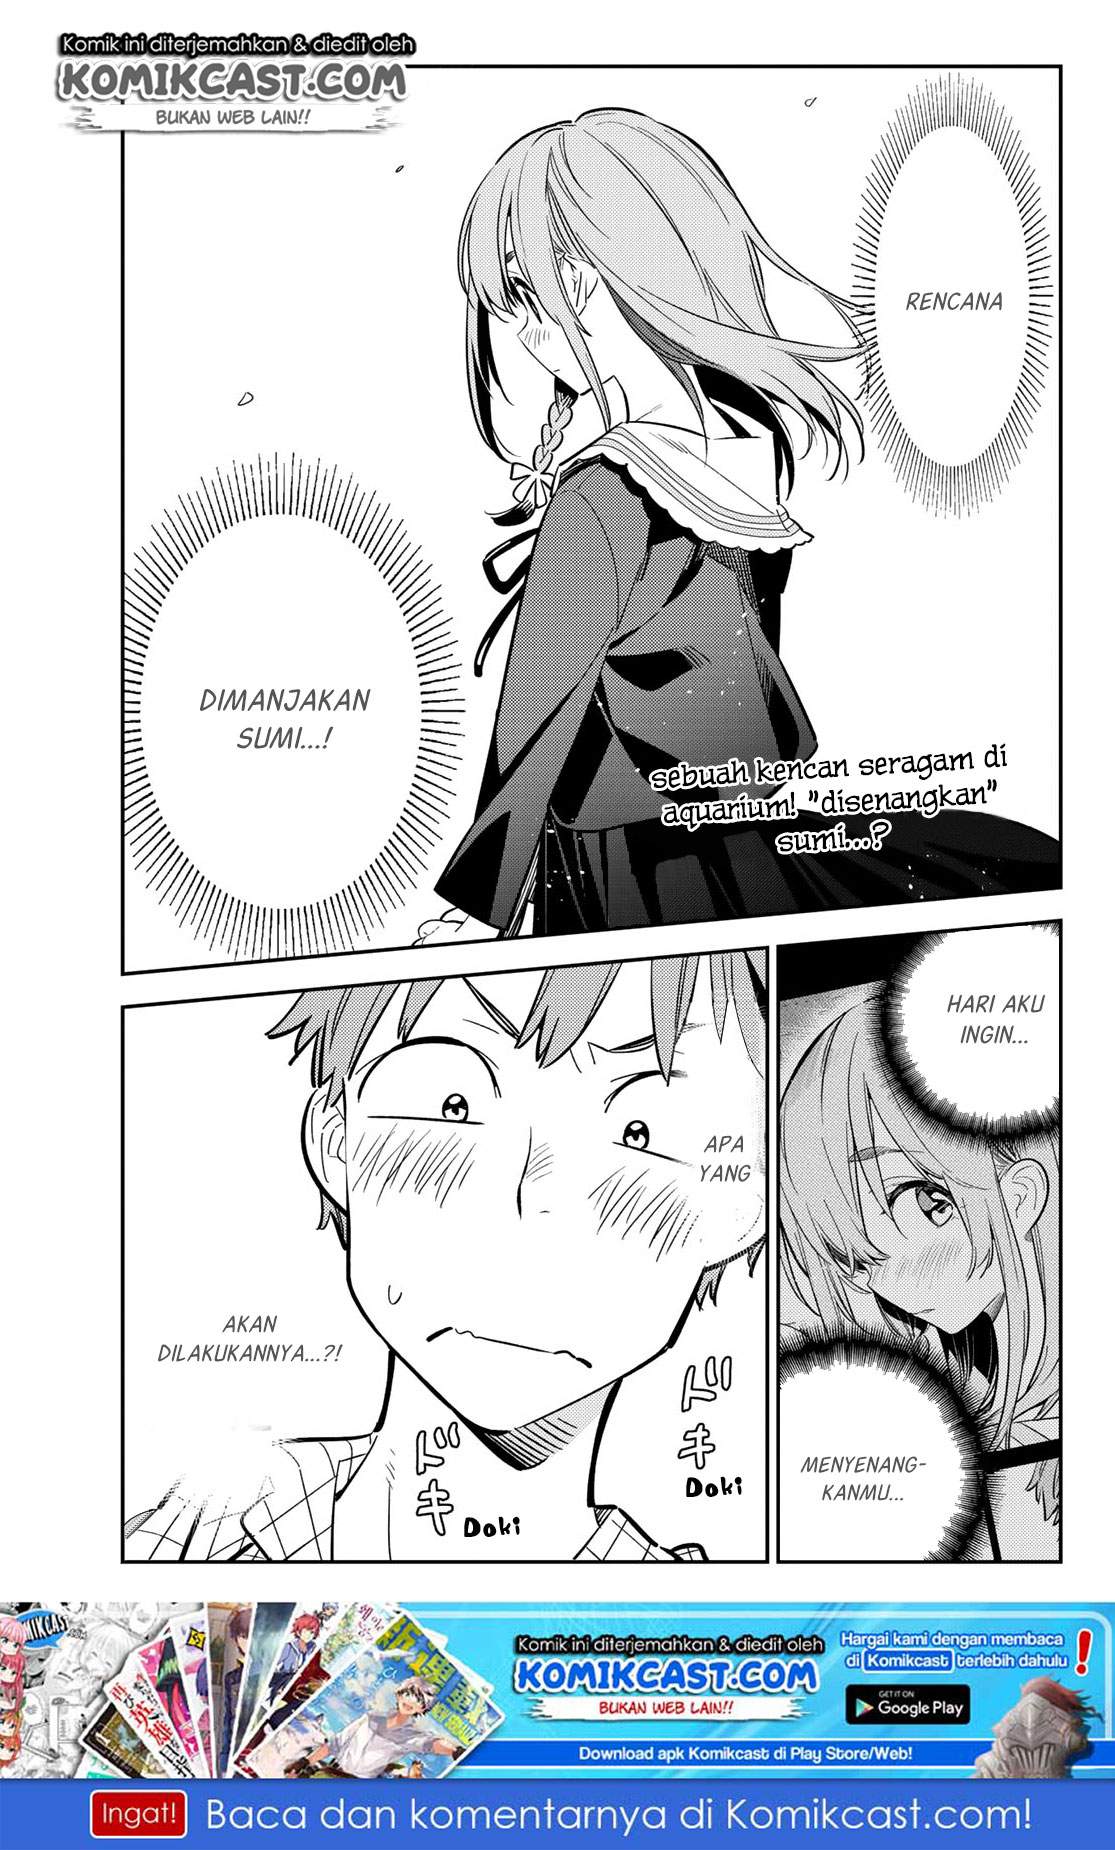 Komik ini diterjemahkan & diedit oleh
KOMIKCAST.COM
BUKAN WEB LAIN!!
RENCANA
DIMANJAKAN
SUMI...!
sebuah kencan seragam di
aquarium! "disenangkan"
sumi...?
HARI AKU
INGIN...
MENYENANG-
KANMU...
APA
YANG
AKAN
DILAKUKANNYA...?!
ドキ
Doki
ドキ
Doki
Komik ini diterjemahkan & diedit oleh
KOMIKCAST.COM
BUKAN WEB LAIN!!
Hargai kami dengan membaca
di Komikcast terlebih dahulu !
GET IT ON
Google Play
Download apk Komikcast di Play Store/Web!
Ingat! Baca dan komentarnya di Komikcast.com!